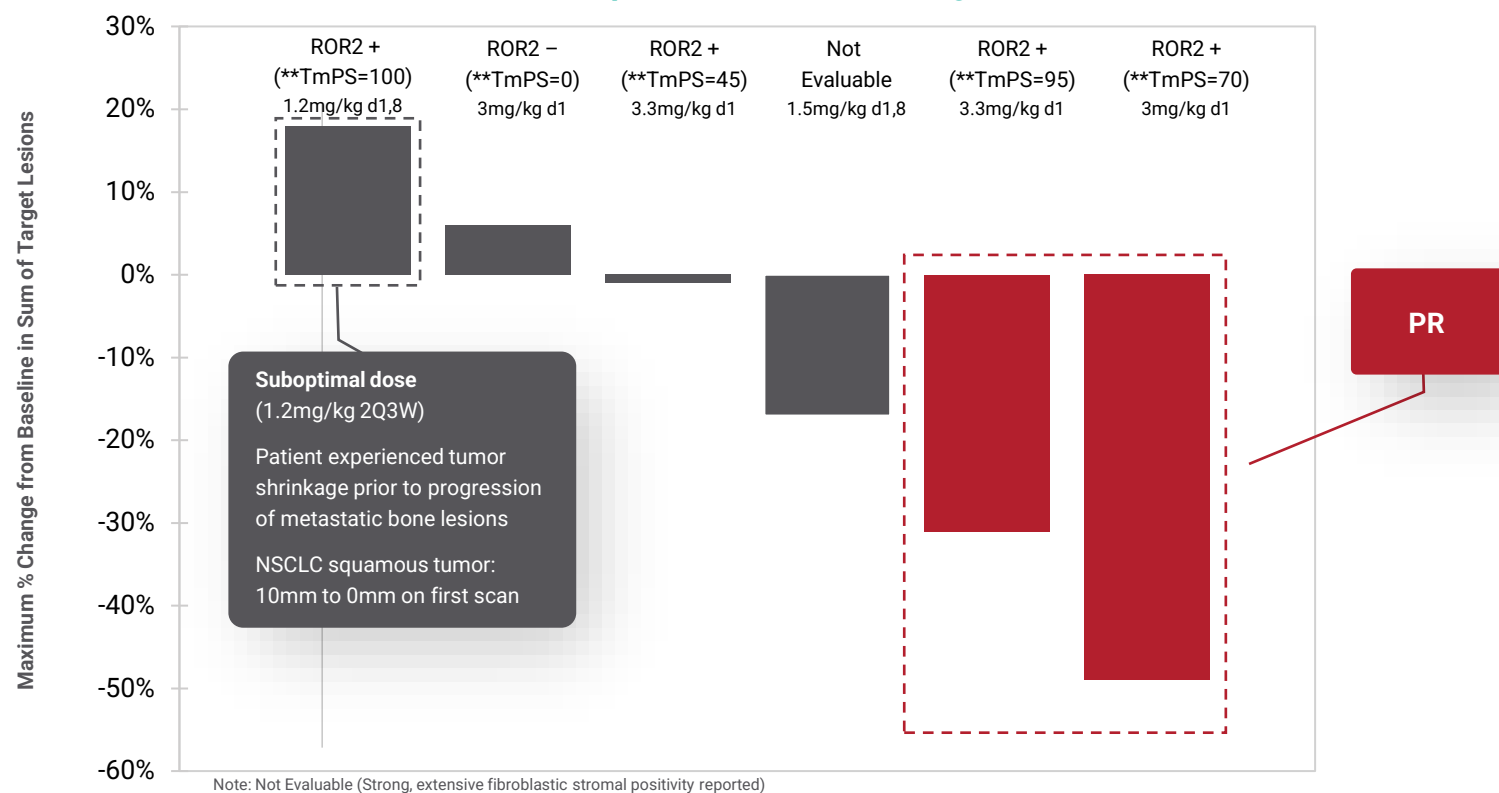 30%
20%
10%
0%
-10%
-20%
-30%
-40%
-50%
-60%
Maximum % Change from Baseline in Sum of Target Lesions
ROR2 +
(**TmPS=100)
1.2mg/kg d1,8
ROR2 –
(**TmPS=0)
3mg/kg d1
ROR2 +
(**TmPS=45)
3.3mg/kg d1
Not
Evaluable
1.5mg/kg d1,8
ROR2 +
(**TmPS=95)
3.3mg/kg d1
ROR2 +
(**TmPS=70)
3mg/kg d1
Suboptimal dose
(1.2mg/kg 2Q3W)
Patient experienced tumor
shrinkage prior to progression
of metastatic bone lesions
NSCLC squamous tumor:
10mm to 0mm on first scan
PR
Note: Not Evaluable (Strong, extensive fibroblastic stromal positivity reported)